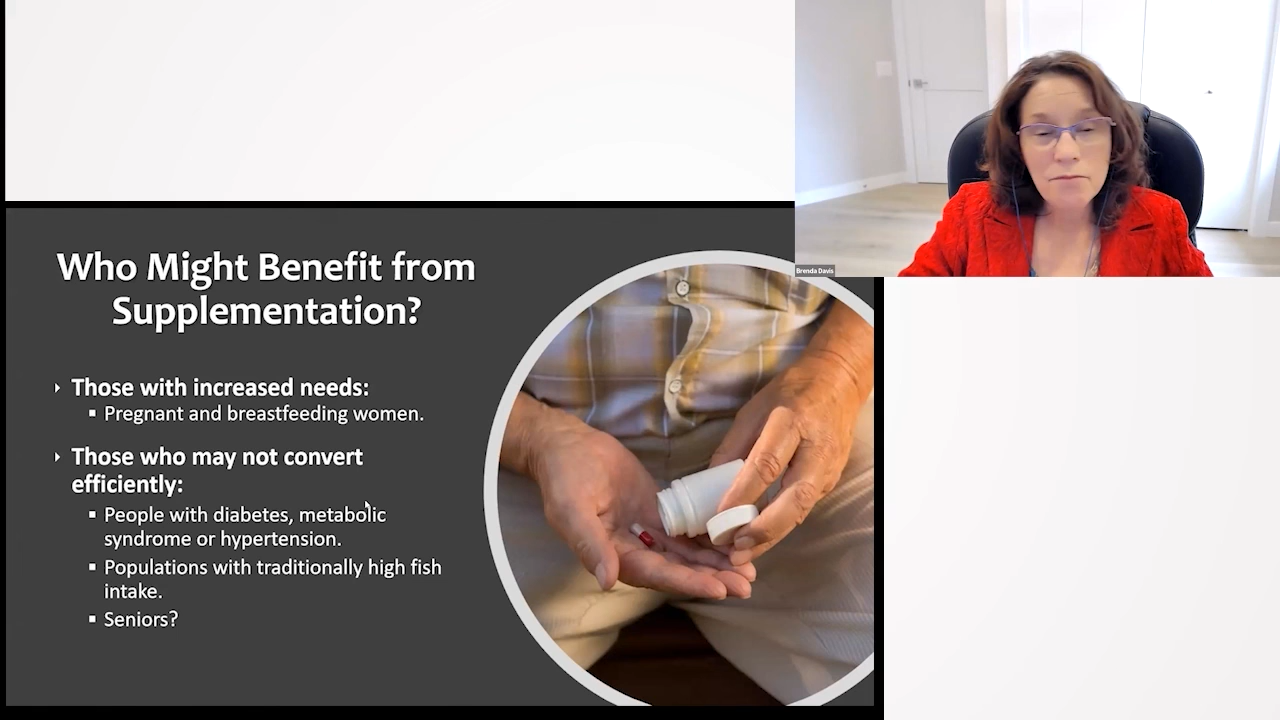 Brenda Davis
Who Might Benefit from
Supplementation?
Those with increased needs:
Pregnant and breastfeeding women.
Those who may not convert
efficiently:
People with diabetes, metabolic
syndrome or hypertension.
Populations with traditionally high fish
intake.
Seniors?